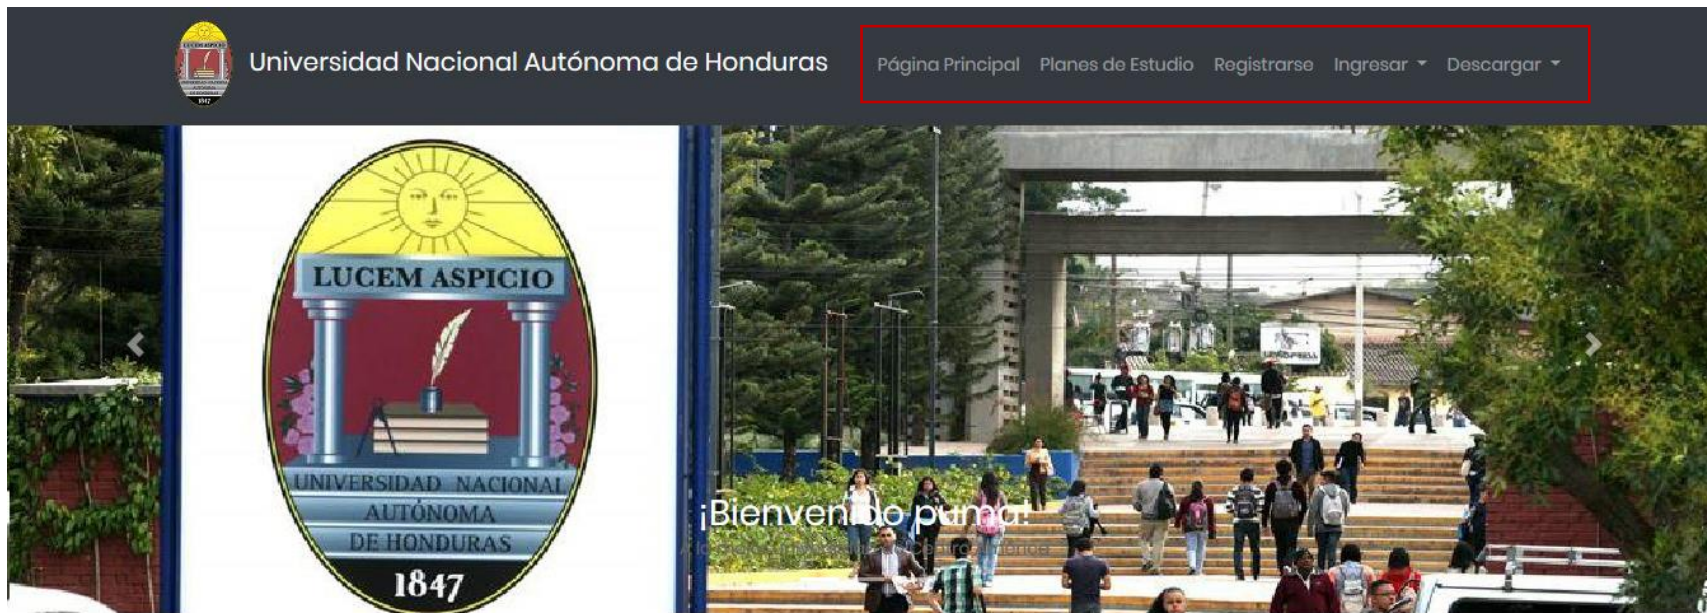 Universidad Nacional Autónoma de Honduras
Página Principal Planes de Estudio Registrarse Ingresar Descargar
LUCEM ASPICIO
UNIVERSIDAD NACIONAL
AUTÓNOMA
DE HONDURAS
1847
¡Bienvenido puma!